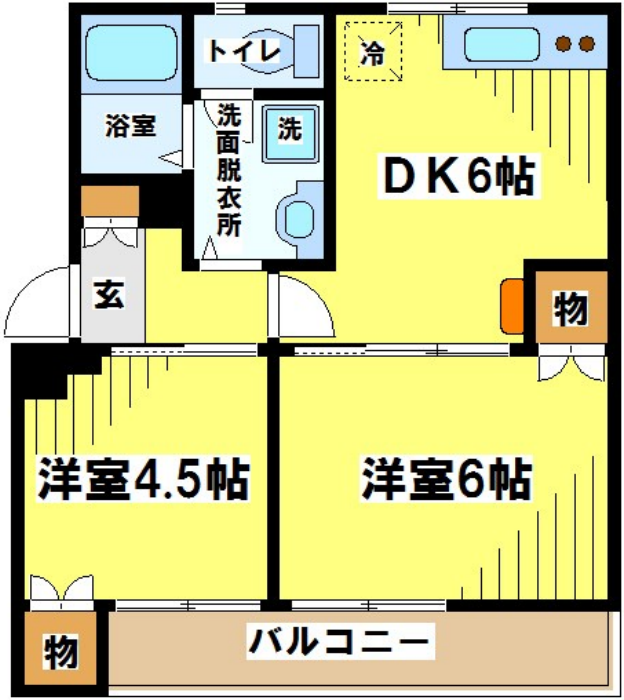 トイレ
冷
浴室
洗面脱衣所
洗
DK6帖
玄
物
洋室4.5帖
洋室6帖
物
バルコニー